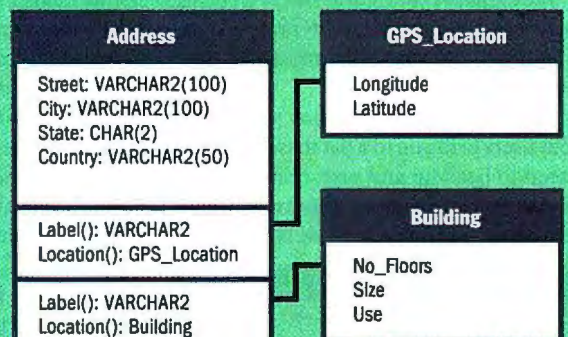 Address
Street: VARCHAR2(100)
City: VARCHAR2(100)
State: CHAR(2)
Country: VARCHAR2(50)
Label(): VARCHAR2
Location(): GPS_Location
Label(): VARCHAR2
Location(): Building
GPS_Location
Longitude
Latitude
Building
No_Floors
Size
Use